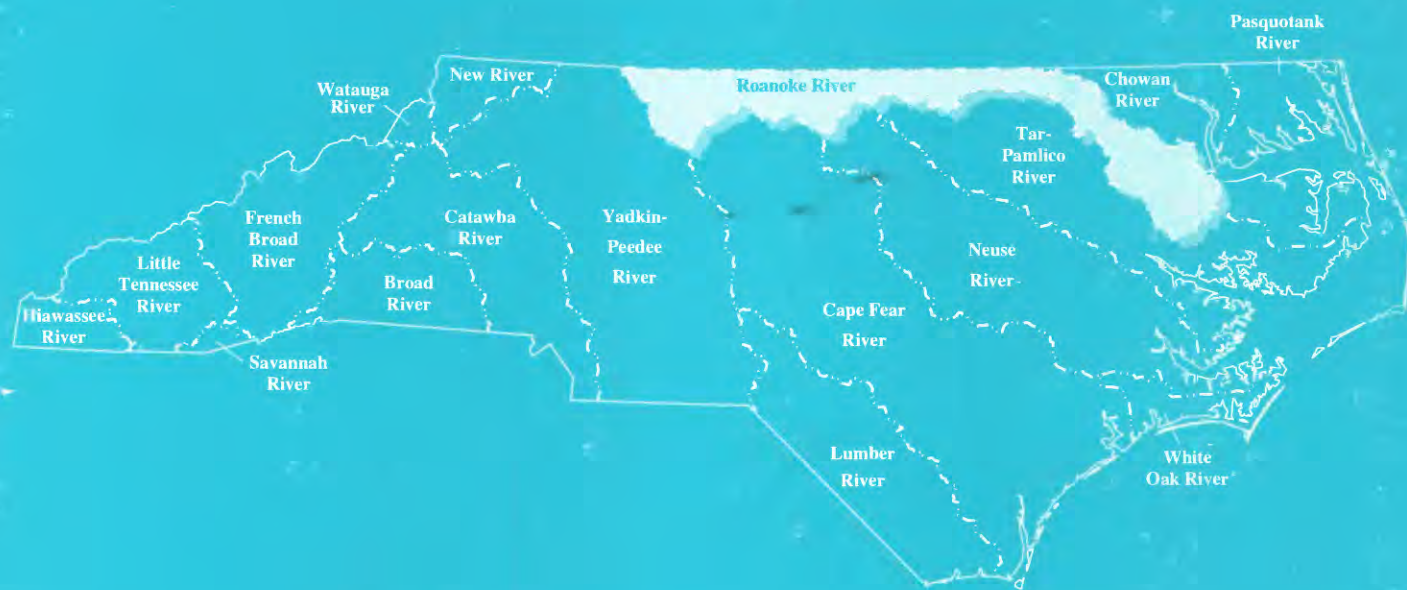 Pasquotank
River
New River
Watauga
River
Roanoke River
Chowan
River
Tar-
Pamlico
River
French
Broad
River
Catawba
River
Yadkin-
Peedee
River
Neuse
River
Little
Tennessee
River
Broad
River
Hiawassee
River
Cape Fear
River
Savannah
River
Lumber
River
White
Oak River